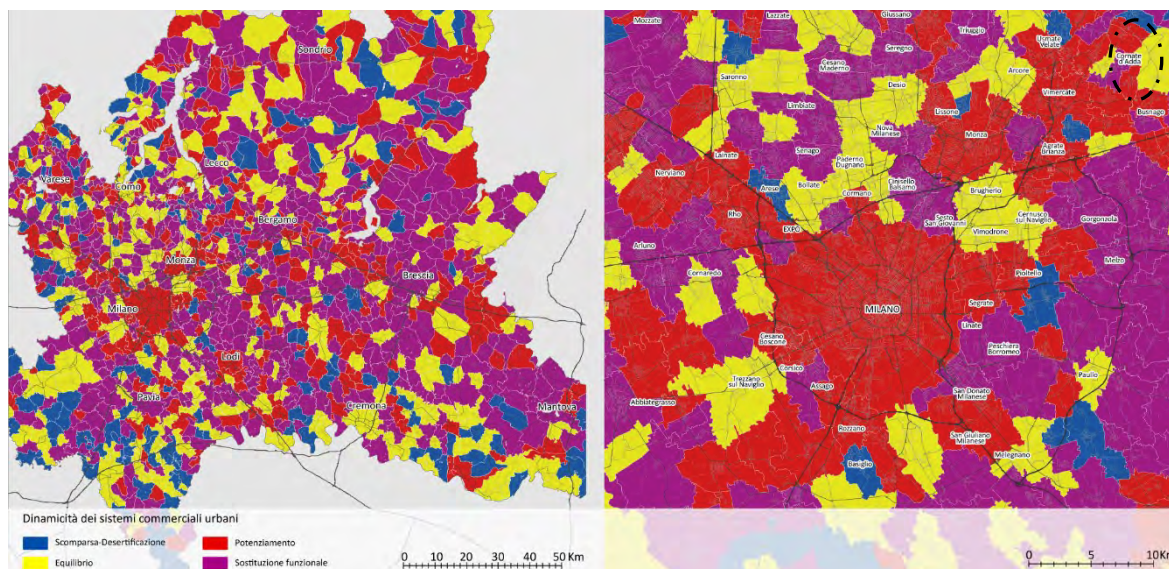 Sondrio
Lecco
Varese
Como
Bergamo
Monza
Brescia
Milano
Lodi
Pavia
Cremona
Mantova
Dinamicità dei sistemi commerciali urbani
Scomparsa-Desertificazione
Potenziamento
Equilibrio
Sostituzione funzionale
0 10 20 30 40 50 Km
Mozzate
Lazzate
Giussano
Triuggio
Usmate
Velate
Cornate
d'Adda
Seregno
Cesano
Maderno
Arcore
Saronno
Desio
Vimercate
Limbiate
Lissone
Busnago
Nova
Milanese
Monza
Senago
Agrate
Brianza
Lainate
Paderno
Dugnano
Nerviano
Arese
Bollate
Cinisello
Balsamo
Cormano
Brugherio
Rho
Sesto
San Giovanni
Cernusco
sul Naviglio
Gorgonzola
EXPO
Vimodrone
Arluno
Melzo
Cornaredo
Pioltello
MILANO
Segrate
Linate
Cesano
Boscone
Peschiera
Borromeo
Corsico
Paullo
Trezzano
sul Naviglio
Assago
San Donato
Milanese
Abbiategrasso
Rozzano
San Giuliano
Milanese
Melegnano
Basiglio
0 5 10 Km